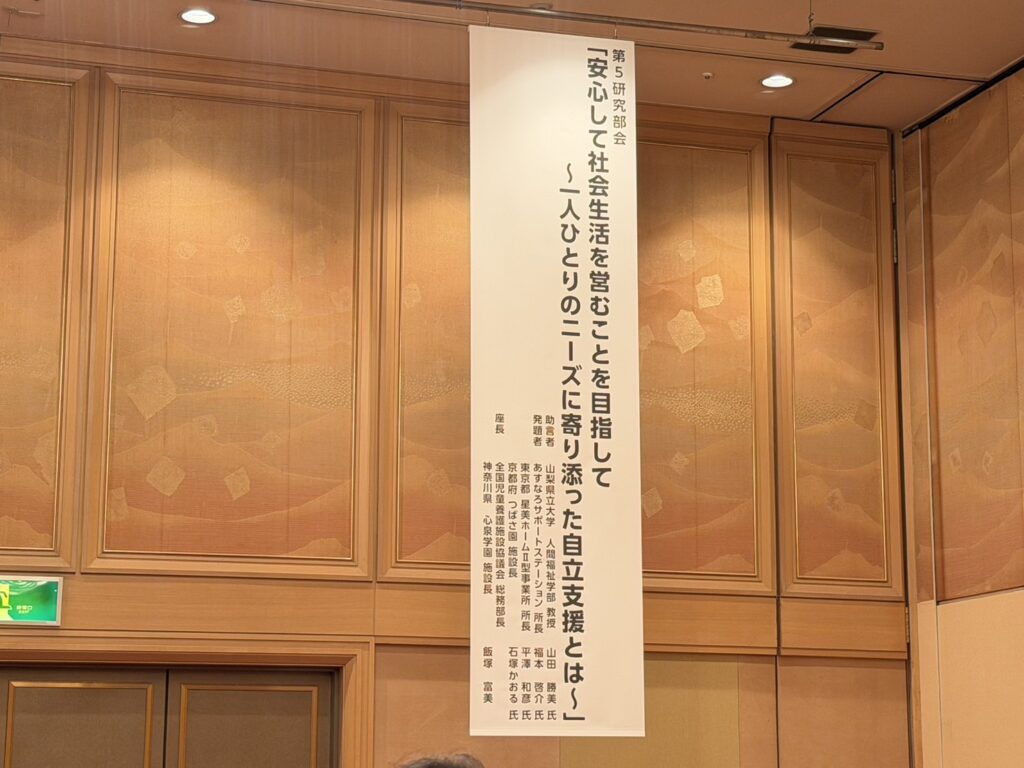 第5研究部会
「安心して社会生活を営むことを目指して
～一人ひとりのニーズに寄り添った自立支援とは～」
助言者 山梨県立大学 人間福祉学部 教授 山田 勝美 氏
発題者 あすなろサポートステーション 所長 福本 啓介 氏
東京都 星美ホームⅡ型事業所 所長 平澤 和彦 氏
京都府 つばさ園 施設長 石塚かおる 氏
座長 全国児童養護施設協議会 総務部長
神奈川県 心泉学園 施設長 飯塚 富美
非常口